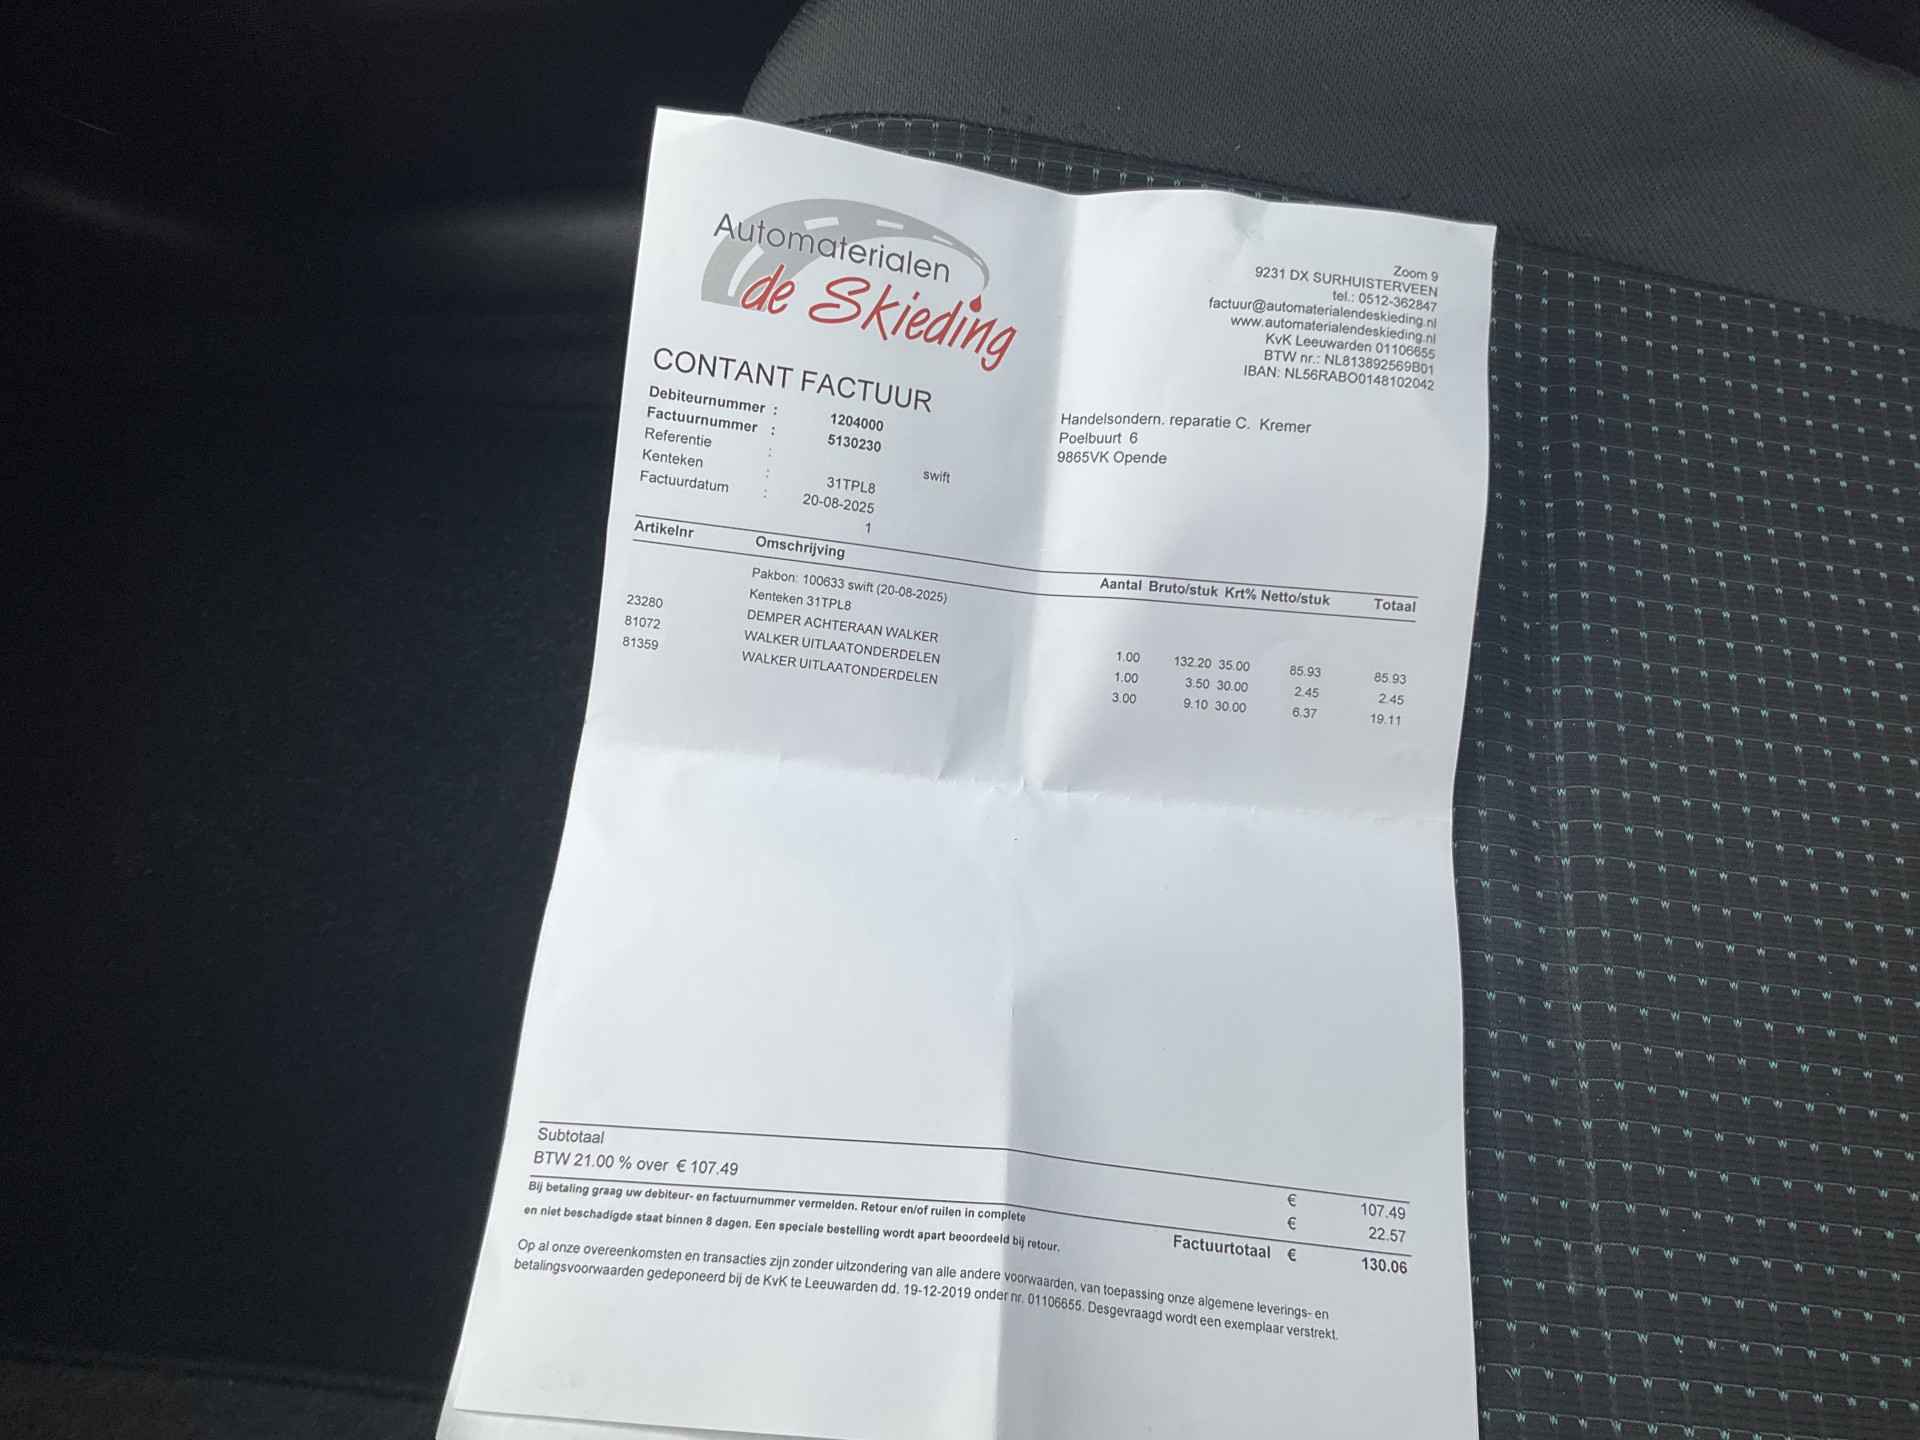 Automaterialen
de Skieding
Zoom 9
9231 DX SURHUISTERVEEN
tel.: 0512-362847
factuur@automaterialendeskieding.nl
www.automaterialendeskieding.nl
KvK Leeuwarden 01106655
BTW nr.: NL813892569B01
IBAN: NL56RABO0148102042
CONTANT FACTUUR
Debiteurnummer : 1204000
Factuurnummer : 5130230
Referentie : swift
Kenteken : 31TPL8
Factuurdatum : 20-08-2025
1
Handelsondern. reparatie C. Kremer
Poelbuurt 6
9865VK Opende
Artikelnr Omschrijving Aantal Bruto/stuk Krt% Netto/stuk Totaal
Pakbon: 100633 swift (20-08-2025)
Kenteken 31TPL8
23280 DEMPER ACHTERAAN WALKER 1.00 132.20 35.00 85.93 85.93
81072 WALKER UITLAATONDERDELEN 1.00 3.50 30.00 2.45 2.45
81359 WALKER UITLAATONDERDELEN 3.00 9.10 30.00 6.37 19.11
Subtotaal € 107.49
BTW 21.00 % over € 107.49 € 22.57
Bij betaling graag uw debiteur- en factuurnummer vermelden. Retour en/of ruilen in complete
en niet beschadigde staat binnen 8 dagen. Een speciale bestelling wordt apart beoordeeld bij retour.
Factuurtotaal € 130.06
Op al onze overeenkomsten en transacties zijn zonder uitzondering van alle andere voorwaarden, van toepassing onze algemene leverings- en
betalingsvoorwaarden gedeponeerd bij de KvK te Leeuwarden dd. 19-12-2019 onder nr. 01106655. Desgevraagd wordt een exemplaar verstrekt.